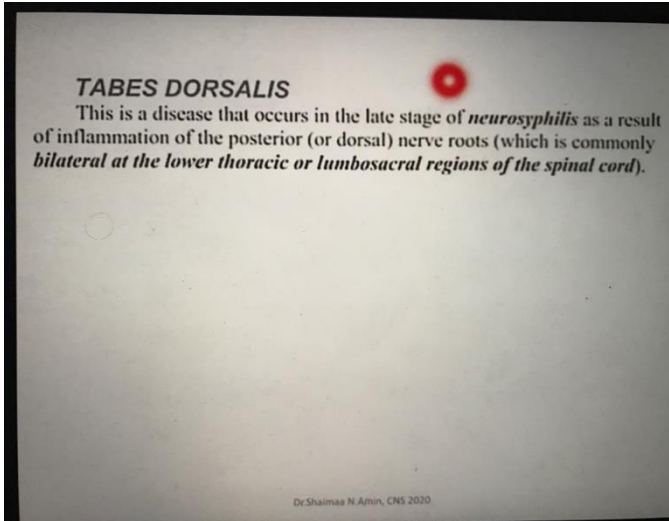 TABES DORSALIS
This is a disease that occurs in the late stage of neurosyphilis as a result
of inflammation of the posterior (or dorsal) nerve roots (which is commonly
bilateral at the lower thoracic or lumbosacral regions of the spinal cord).
Dr.Shaimaa N.Amin, CNS 2020